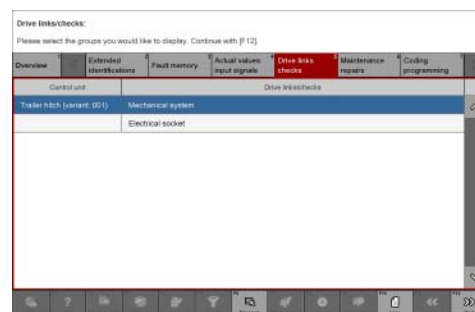 Drive links/checks:
Please select the groups you would like to display. Continue with [F12].
Overview
Extended identifications
Fault memory
Actual values input signals
Drive links checks
Maintenance repairs
Coding programming
Control unit
Drive links/checks
Trailer hitch (variant: 001) Mechanical system
Electrical socket